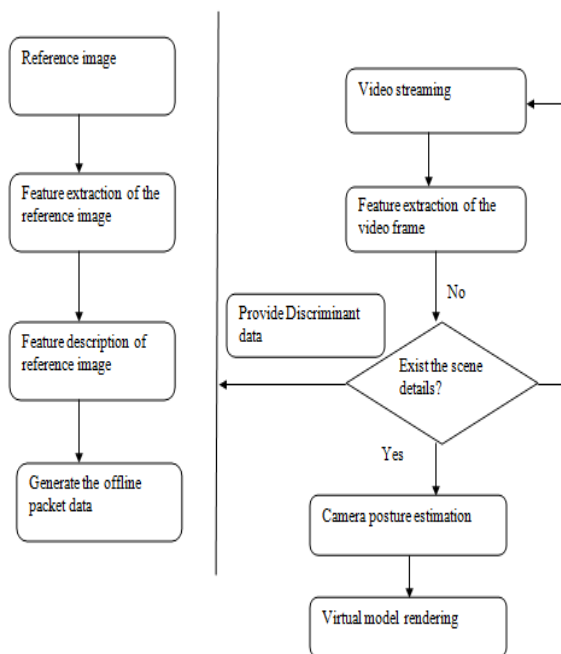 Reference image
Feature extraction of the
reference image
Feature description of
reference image
Generate the offline
packet data
Video streaming
Feature extraction of the
video frame
No
Provide Discriminant
data
Exist the scene
details?
Yes
Camera posture estimation
Virtual model rendering